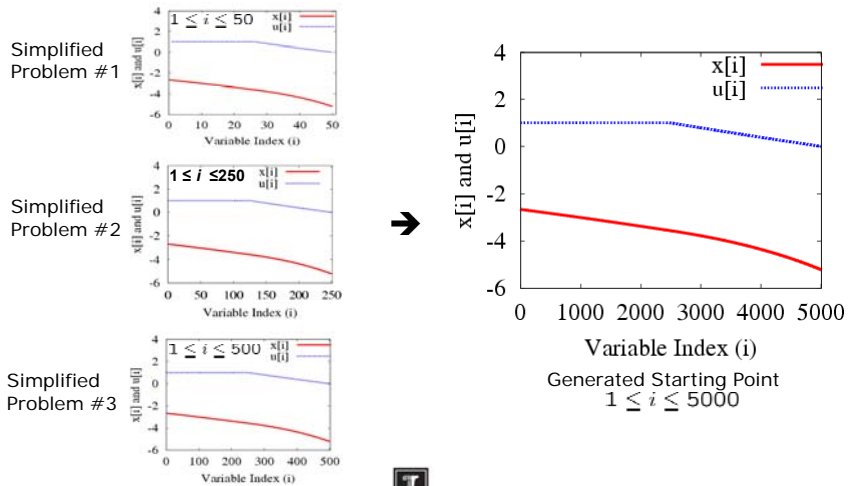 Simplified
Problem #1
1 ≤ i ≤ 50
x[i]
u[i]
x[i] and u[i]
4
2
0
-2
-4
-6
0 10 20 30 40 50
Variable Index (i)
Simplified
Problem #2
1 ≤ i ≤250
x[i]
u[i]
x[i] and u[i]
4
2
0
-2
-4
-6
0 50 100 150 200 250
Variable Index (i)
Simplified
Problem #3
1 ≤ i ≤ 500
x[i]
u[i]
x[i] and u[i]
4
2
0
-2
-4
-6
0 100 200 300 400 500
Variable Index (i)
➔
x[i]
u[i]
x[i] and u[i]
4
2
0
-2
-4
-6
0 1000 2000 3000 4000 5000
Variable Index (i)
Generated Starting Point
1 ≤ i ≤ 5000